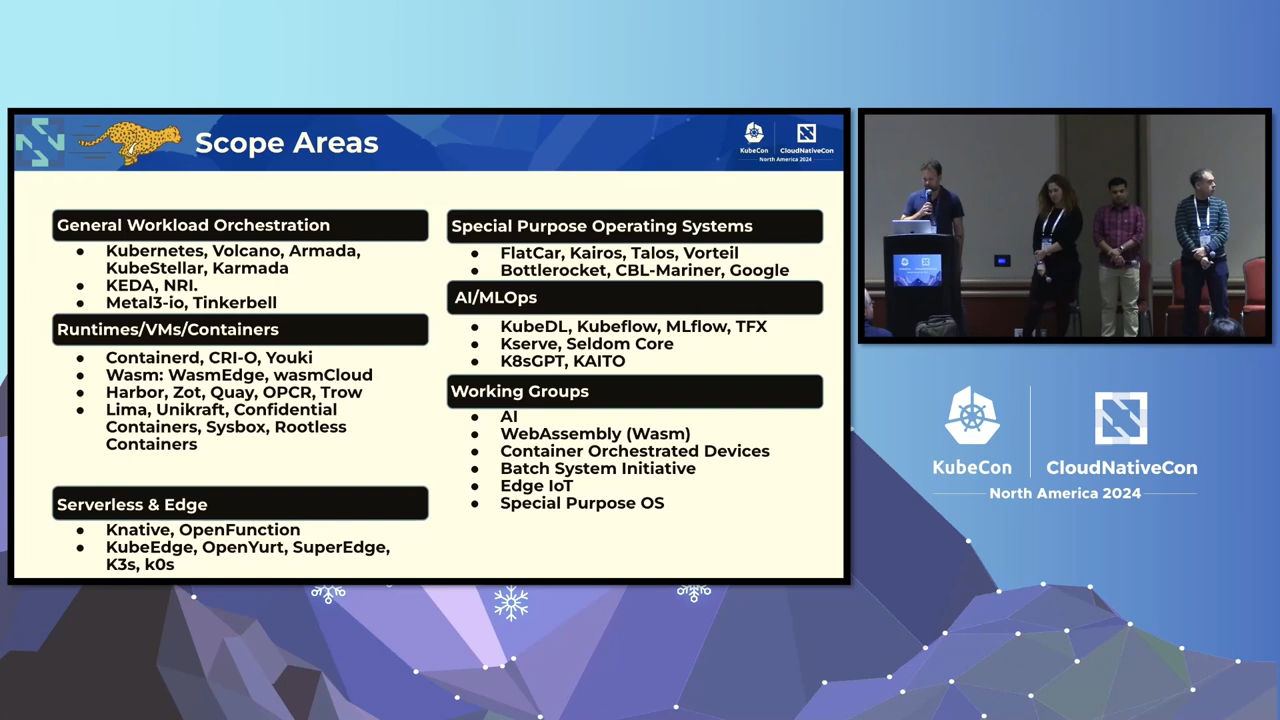 Scope Areas
KubeCon
CloudNativeCon
North America 2024
General Workload Orchestration
Kubernetes, Volcano, Armada,
KubeStellar, Karmada
KEDA, NRI.
Metal3-io, Tinkerbell
Runtimes/VMs/Containers
Containerd, CRI-O, Youki
Wasm: WasmEdge, wasmCloud
Harbor, Zot, Quay, OPCR, Trow
Lima, Unikraft, Confidential
Containers, Sysbox, Rootless
Containers
Serverless & Edge
Knative, OpenFunction
KubeEdge, OpenYurt, SuperEdge,
K3s, k0s
Special Purpose Operating Systems
FlatCar, Kairos, Talos, Vorteil
Bottlerocket, CBL-Mariner, Google
AI/MLOps
KubeDL, Kubeflow, MLflow, TFX
Kserve, Seldom Core
K8sGPT, KAITO
Working Groups
AI
WebAssembly (Wasm)
Container Orchestrated Devices
Batch System Initiative
Edge IoT
Special Purpose OS
KubeCon
CloudNativeCon
North America 2024